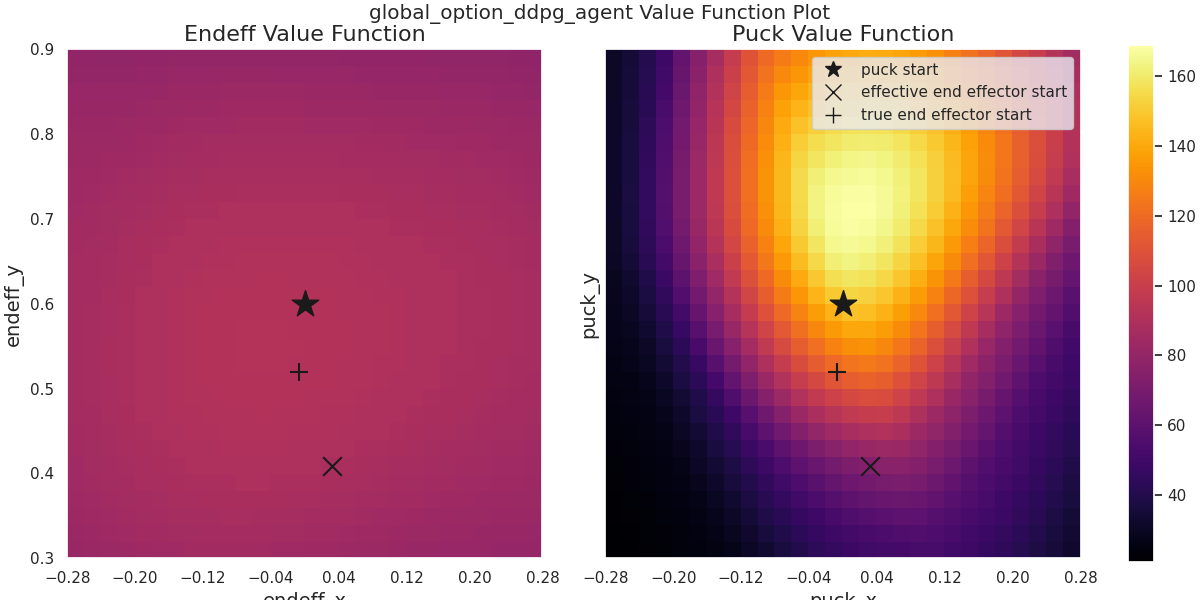 global_option_ddpg_agent Value Function Plot
Endeff Value Function
Puck Value Function
puck start
effective end effector start
true end effector start
endeff_y
0.9
0.8
0.7
0.6
0.5
0.4
0.3
−0.28 −0.20 −0.12 −0.04 0.04 0.12 0.20 0.28
endeff_x
puck_y
−0.28 −0.20 −0.12 −0.04 0.04 0.12 0.20 0.28
puck_x
160
140
120
100
80
60
40